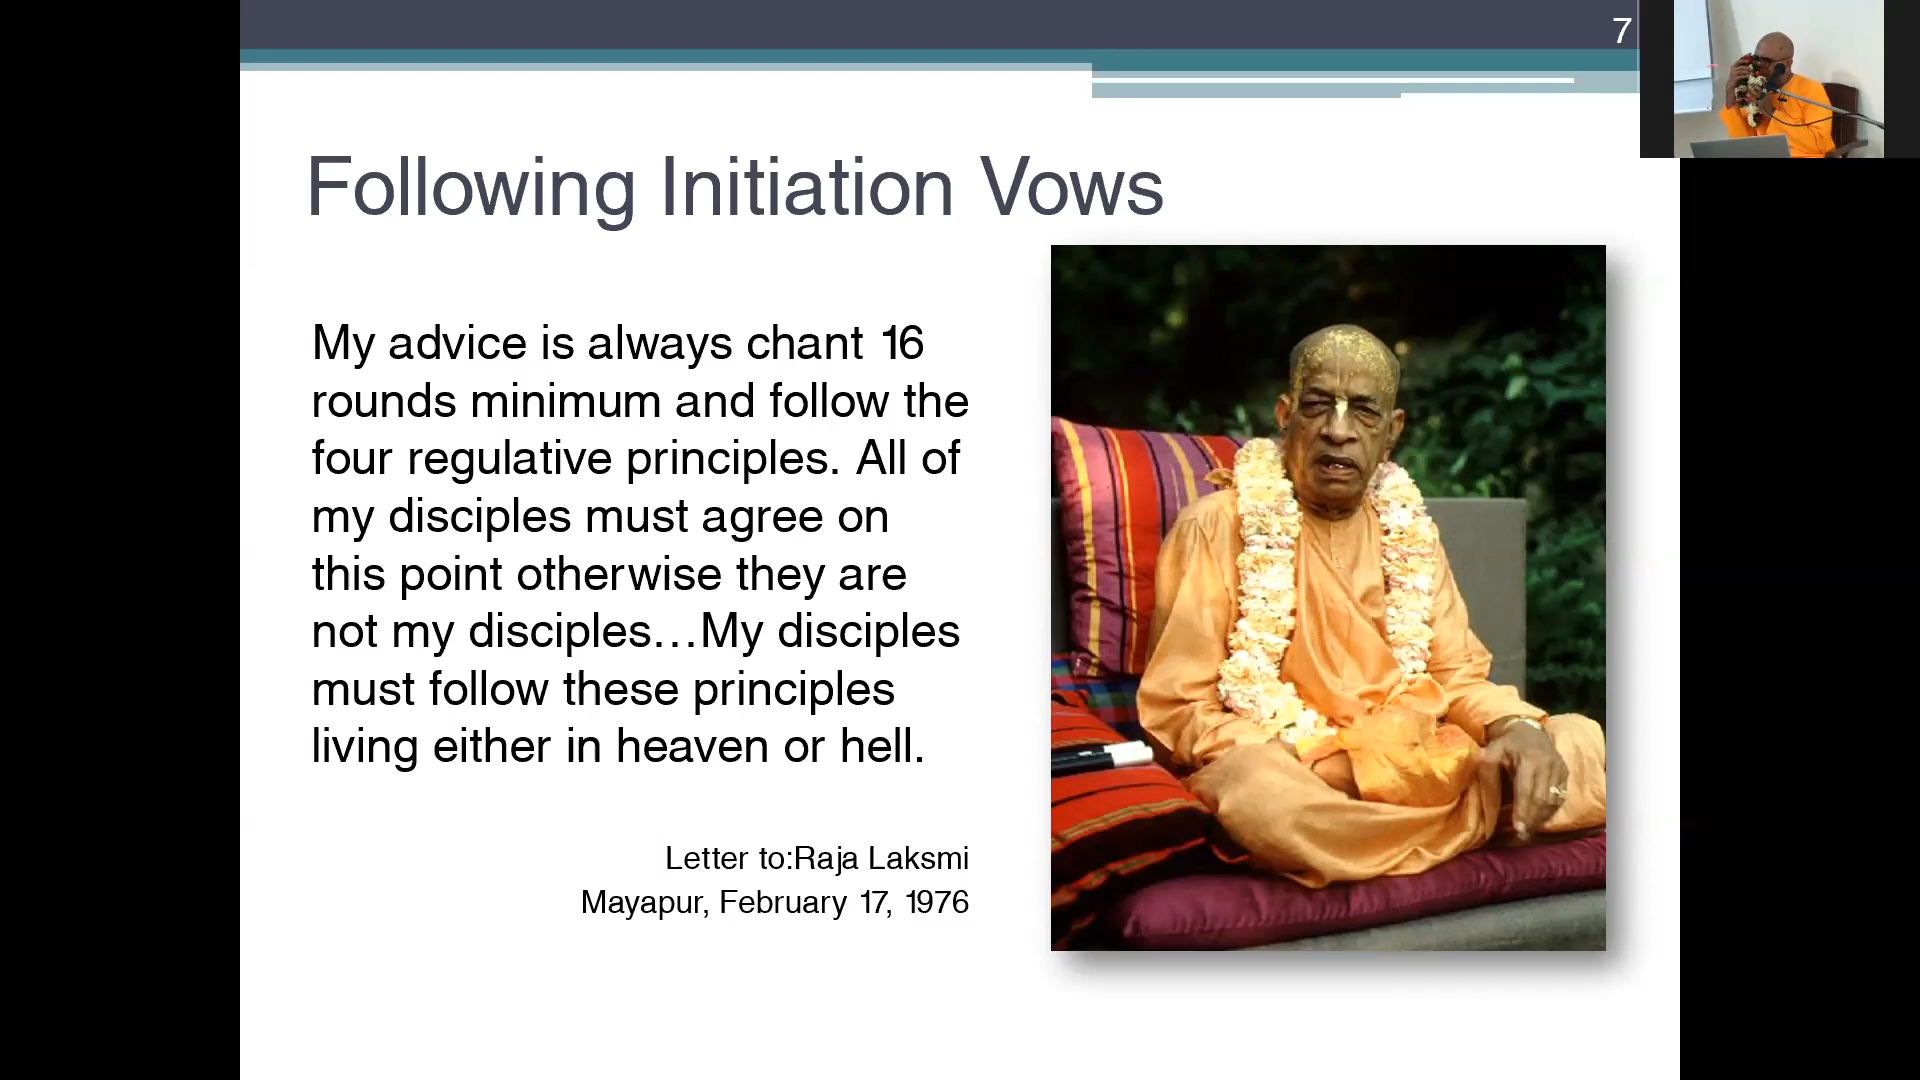 7
Following Initiation Vows
My advice is always chant 16
rounds minimum and follow the
four regulative principles. All of
my disciples must agree on
this point otherwise they are
not my disciples…My disciples
must follow these principles
living either in heaven or hell.
Letter to:Raja Laksmi
Mayapur, February 17, 1976